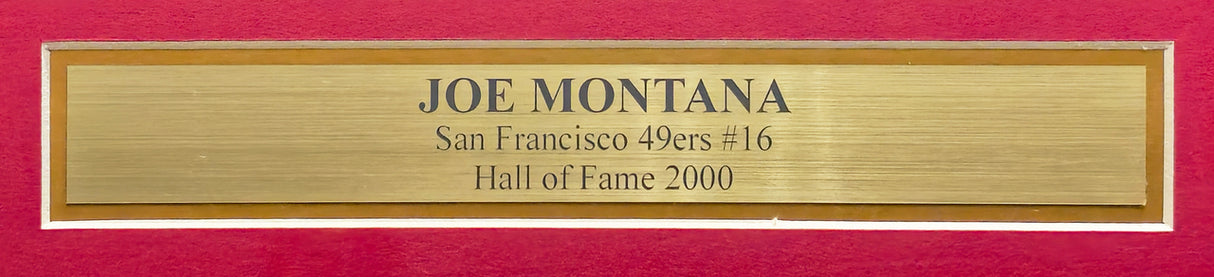 JOE MONTANA
San Francisco 49ers #16
Hall of Fame 2000